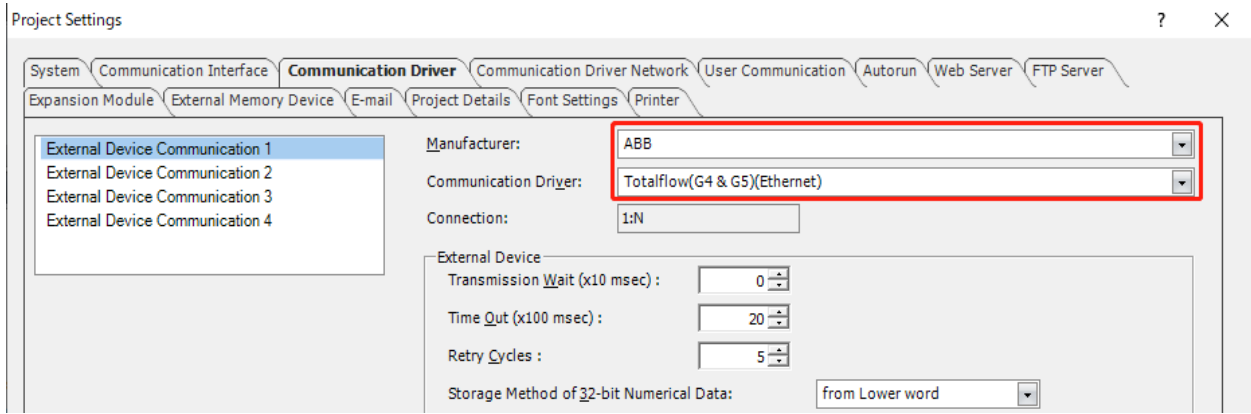 Project Settings ? ×
System Communication Interface Communication Driver Communication Driver Network User Communication Autorun Web Server FTP Server
Expansion Module External Memory Device E-mail Project Details Font Settings Printer
External Device Communication 1
External Device Communication 2
External Device Communication 3
External Device Communication 4
Manufacturer: ABB
Communication Driver: Totalflow(G4 & G5)(Ethernet)
Connection: 1:N
External Device
Transmission Wait (x10 msec) : 0
Time Out (x100 msec) : 20
Retry Cycles : 5
Storage Method of 32-bit Numerical Data: from Lower word